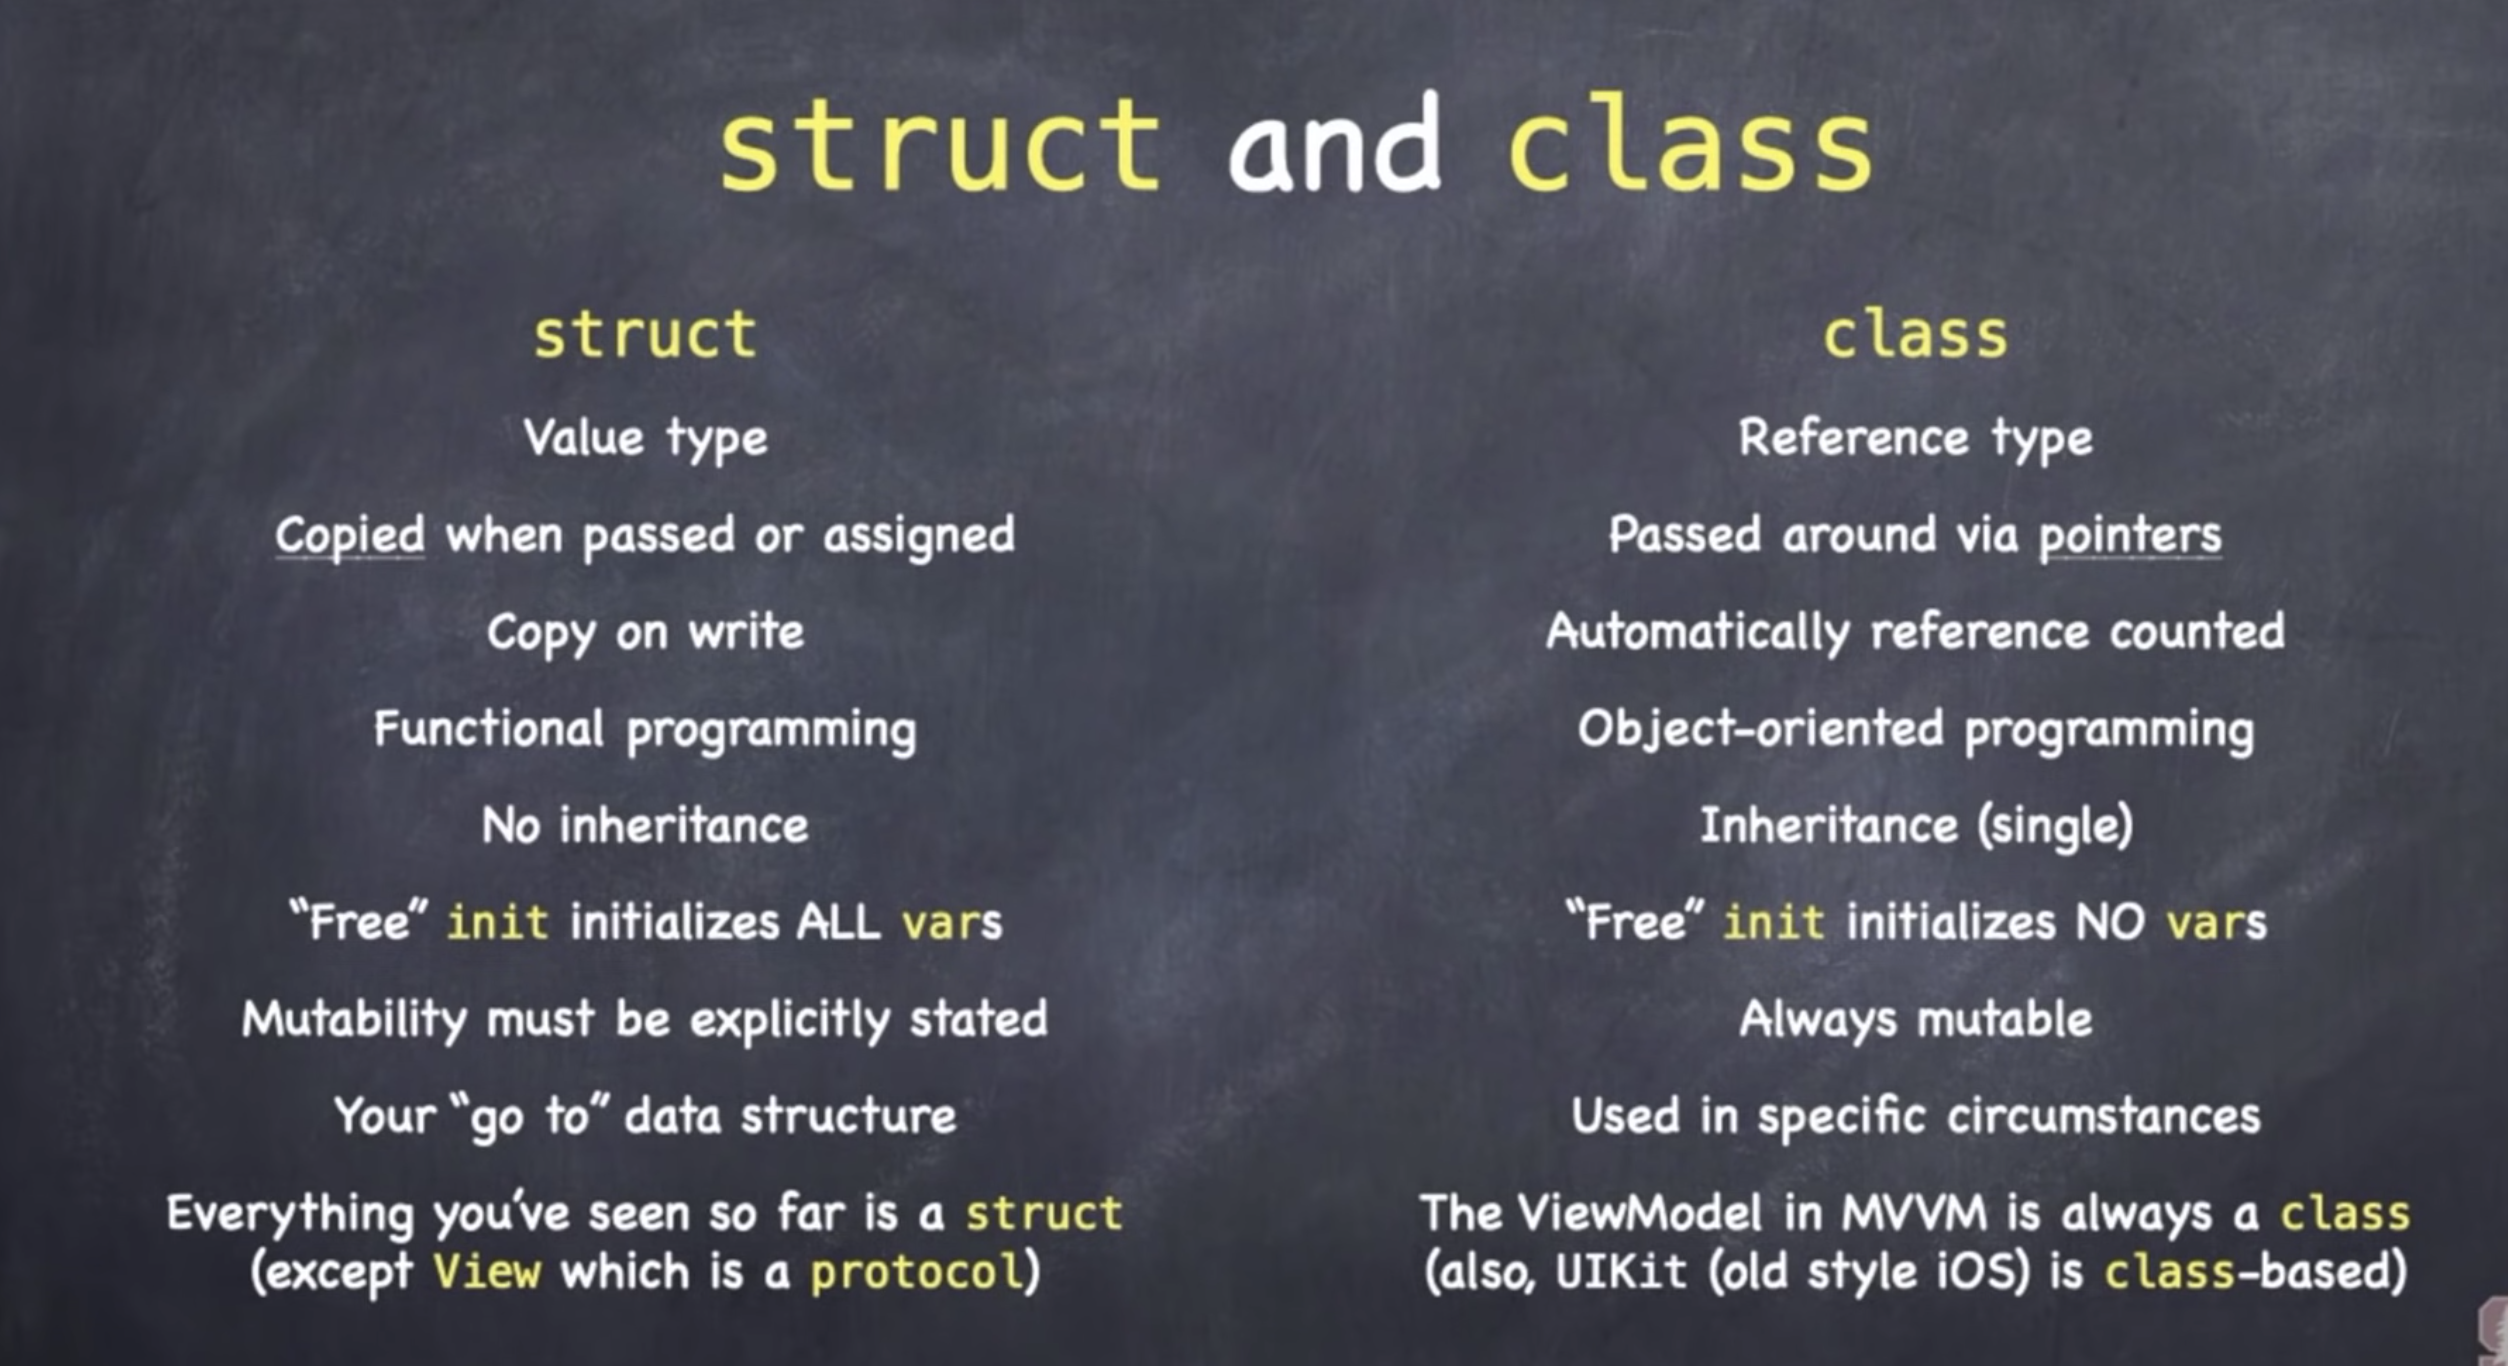 struct and class
struct
Value type
Copied when passed or assigned
Copy on write
Functional programming
No inheritance
“Free” init initializes ALL vars
Mutability must be explicitly stated
Your “go to” data structure
Everything you’ve seen so far is a struct
(except View which is a protocol)
class
Reference type
Passed around via pointers
Automatically reference counted
Object-oriented programming
Inheritance (single)
“Free” init initializes NO vars
Always mutable
Used in specific circumstances
The ViewModel in MVVM is always a class
(also, UIKit (old style iOS) is class-based)